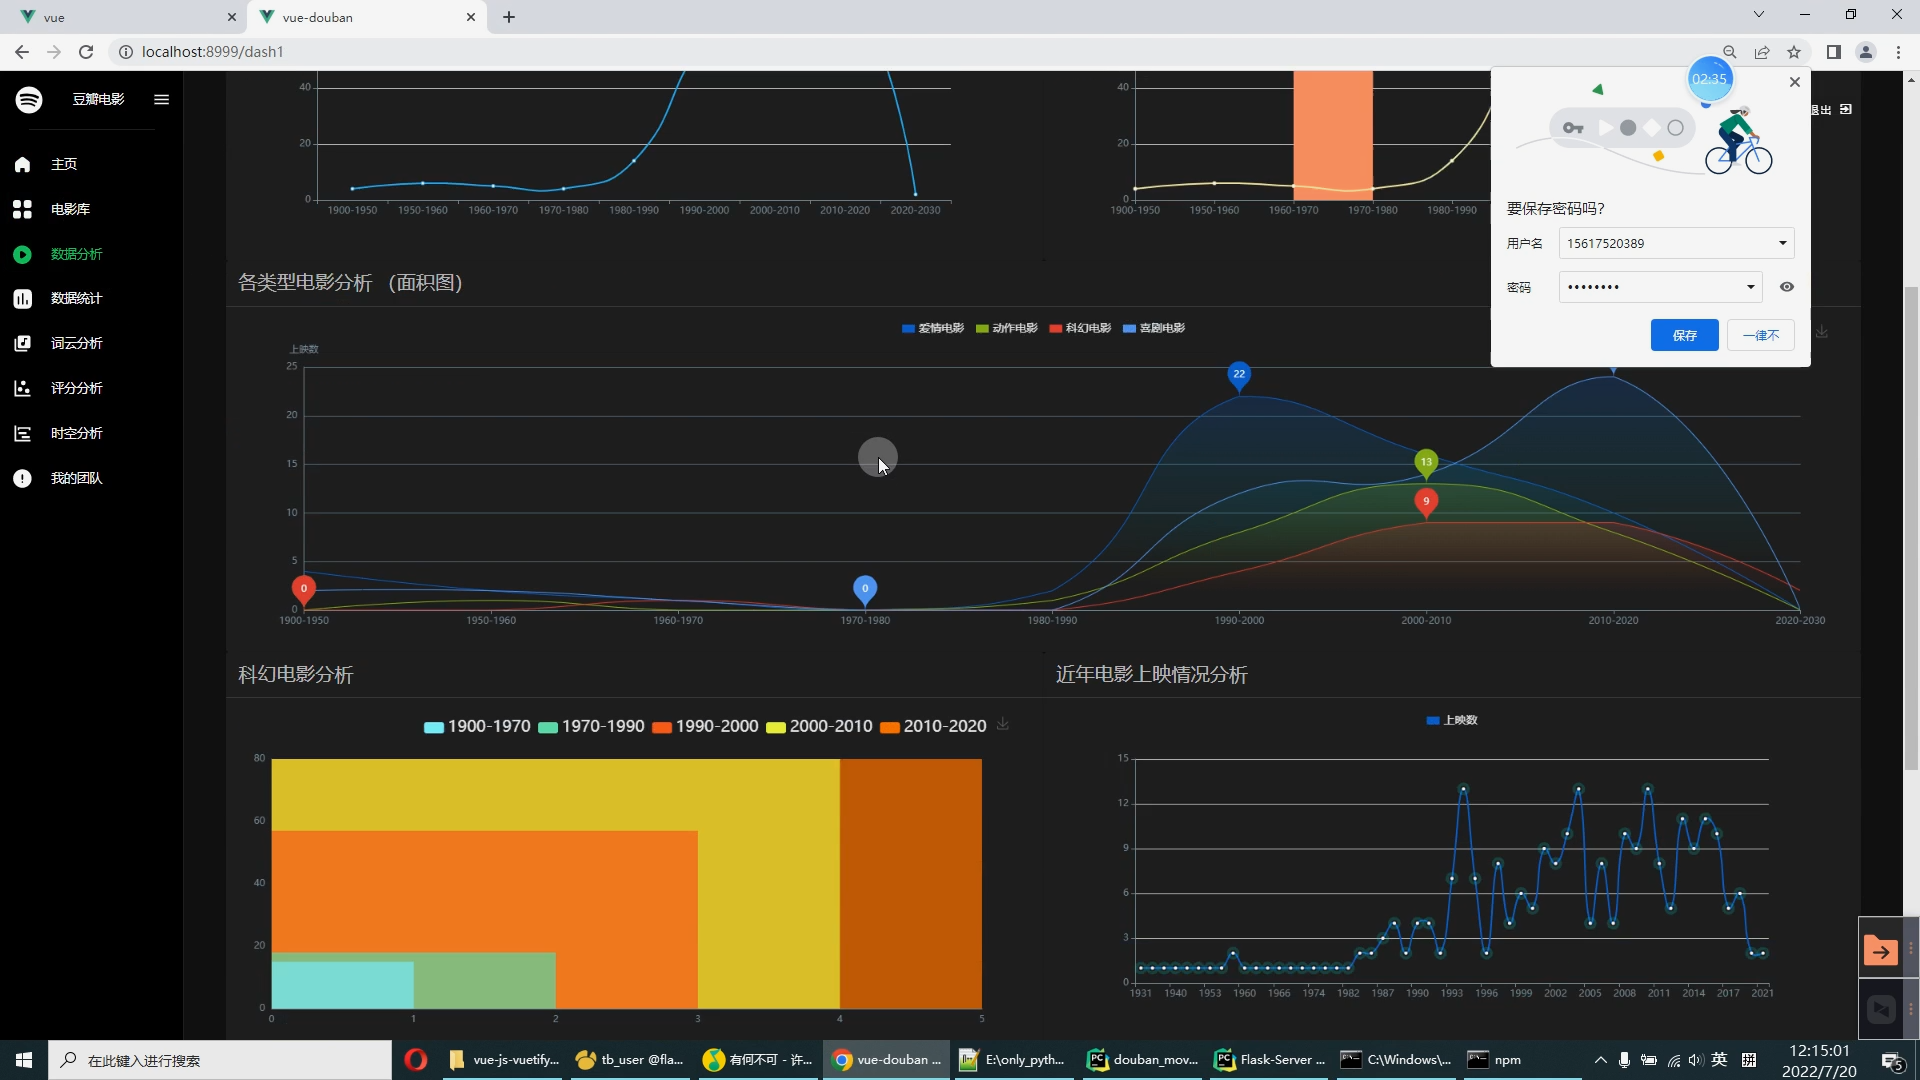 vue
vue-douban
localhost:8999/dash1
02:35
豆瓣电影
退出
主页
电影库
数据分析
数据统计
词云分析
评分分析
时空分析
我的团队
40
20
0
1900-1950 1950-1960 1960-1970 1970-1980 1980-1990 1990-2000 2000-2010 2010-2020 2020-2030
40
20
0
1900-1950 1950-1960 1960-1970 1970-1980 1980-1990
要保存密码吗?
用户名 15617520389
密码 ••••••••
保存 一律不
各类型电影分析 (面积图)
爱情电影 动作电影 科幻电影 喜剧电影
上映数
25
20
15
10
5
0
22
13
9
0
0
1900-1950 1950-1960 1960-1970 1970-1980 1980-1990 1990-2000 2000-2010 2010-2020 2020-2030
科幻电影分析
1900-1970 1970-1990 1990-2000 2000-2010 2010-2020
80
60
40
20
0
0 1 2 3 4 5
近年电影上映情况分析
上映数
15
12
9
6
3
0
1931 1940 1953 1960 1966 1974 1982 1987 1990 1993 1996 1999 2002 2005 2008 2011 2014 2017 2021
在此键入进行搜索
vue-js-vuetify...
tb_user @fla...
有何不可 - 许...
vue-douban ...
E:\only_pyth...
douban_mov...
Flask-Server ...
C:\Windows\...
npm
英
拼
12:15:01
2022/7/20
5